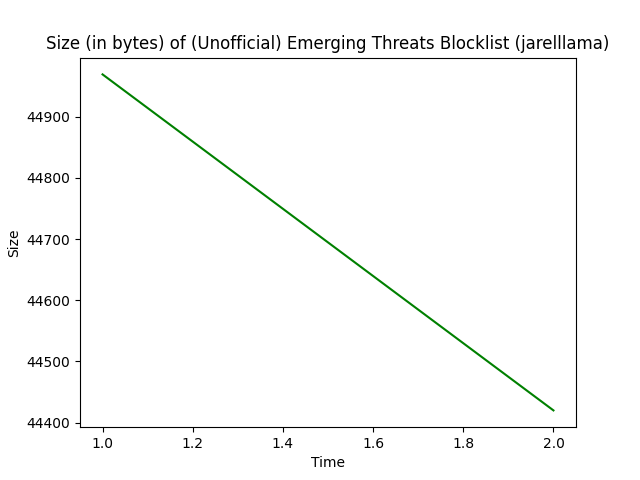 Size (in bytes) of (Unofficial) Emerging Threats Blocklist (jarelllama)
44900
44800
44700
44600
44500
44400
Size
1.0 1.2 1.4 1.6 1.8 2.0
Time